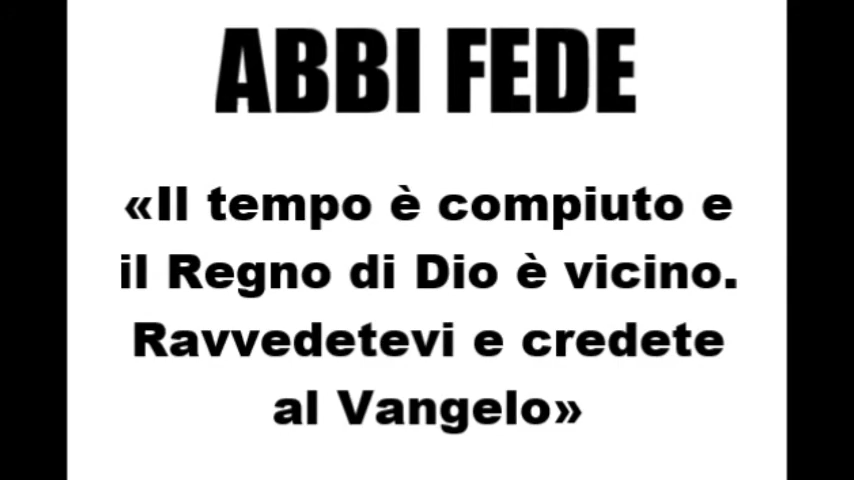 ABBI FEDE
«Il tempo è compiuto e
il Regno di Dio è vicino.
Ravvedetevi e credete
al Vangelo»